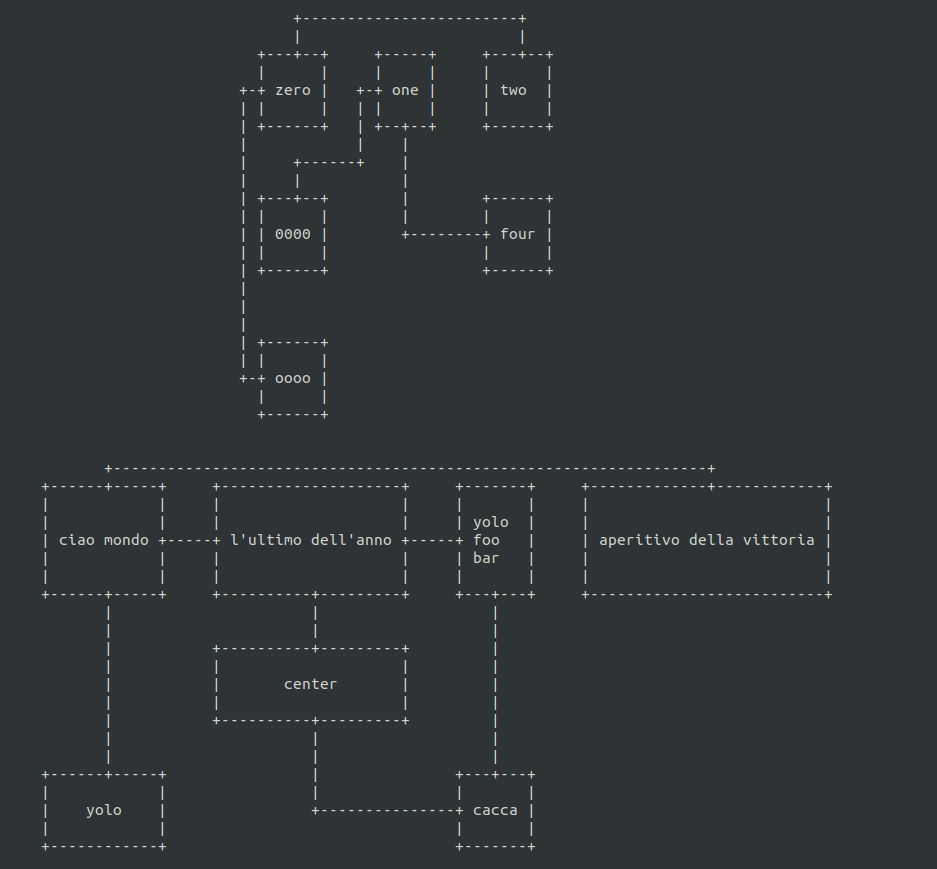 zero one two
0000 four
oooo
yolo
ciao mondo l'ultimo dell'anno foo aperitivo della vittoria
bar
center
yolo cacca